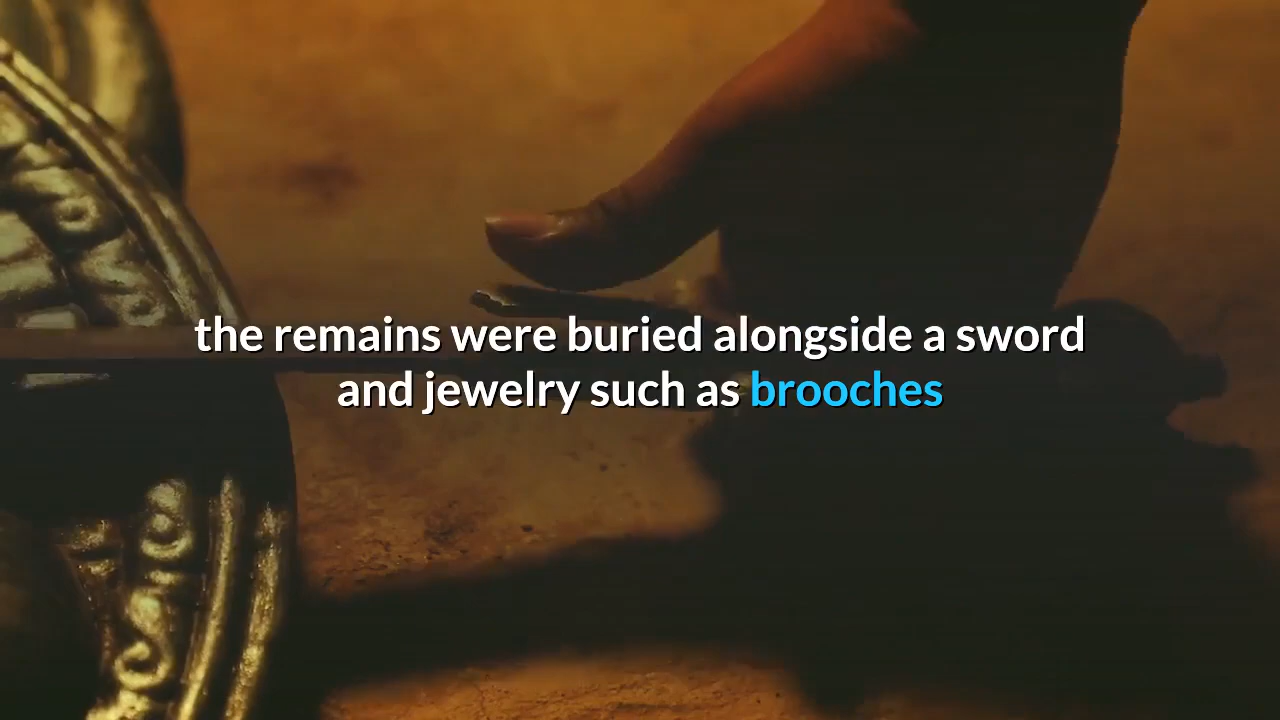 the remains were buried alongside a sword
and jewelry such as brooches